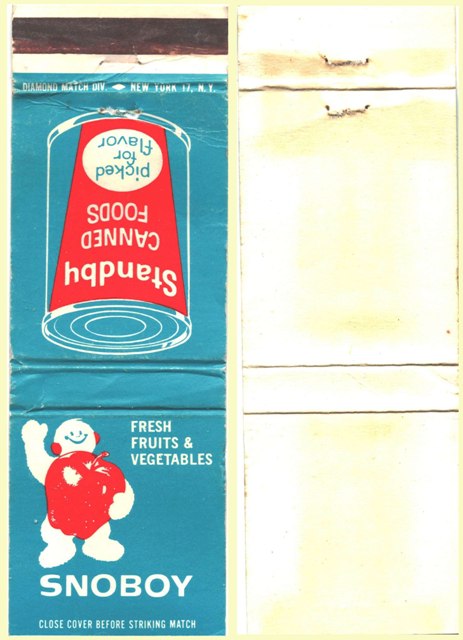 DIAMOND MATCH DIV. NEW YORK 17, N.Y.
Standby
CANNED
FOODS
picked
for
flavor
FRESH
FRUITS &
VEGETABLES
SNOBOY
CLOSE COVER BEFORE STRIKING MATCH